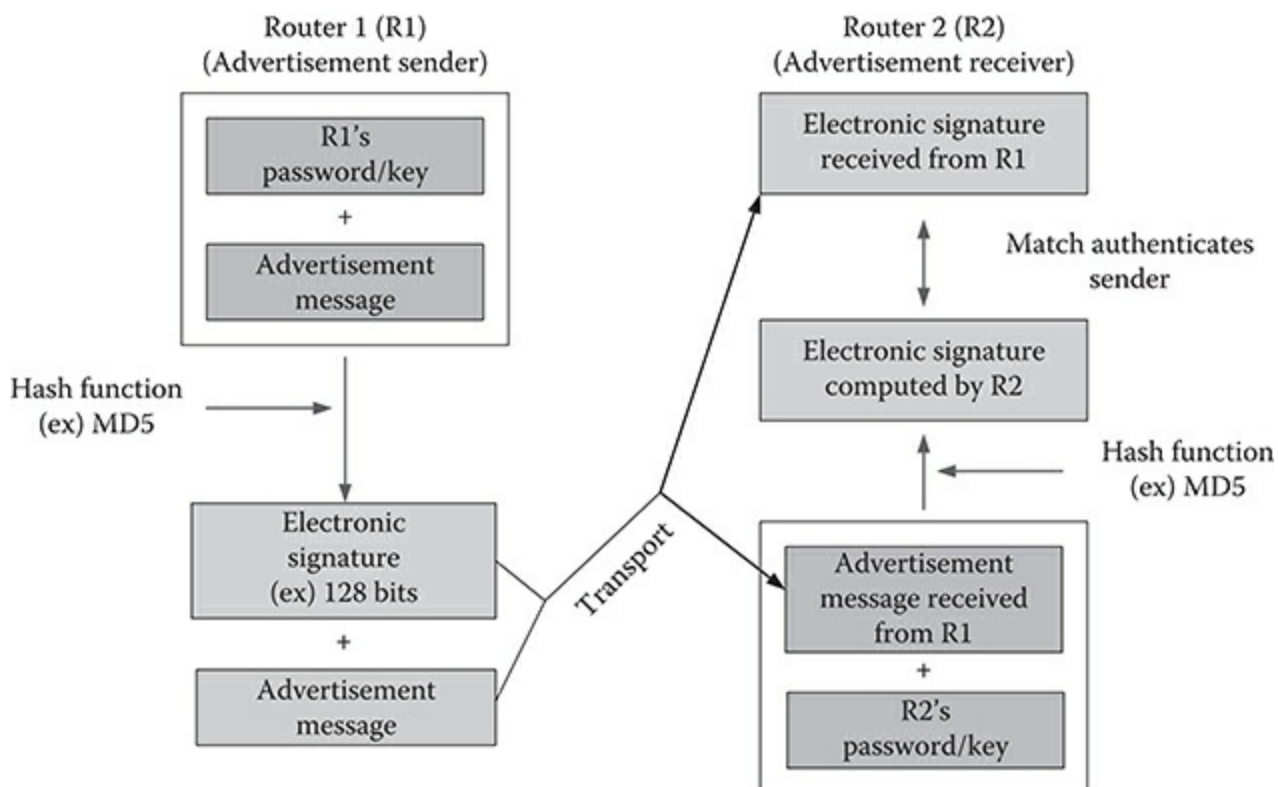 Router 1 (R1)
(Advertisement sender)
R1's
password/key
+
Advertisement
message
Hash function
(ex) MD5
Electronic
signature
(ex) 128 bits
+
Advertisement
message
Transport
Router 2 (R2)
(Advertisement receiver)
Electronic signature
received from R1
Match authenticates
sender
Electronic signature
computed by R2
Hash function
(ex) MD5
Advertisement
message received
from R1
+
R2's
password/key